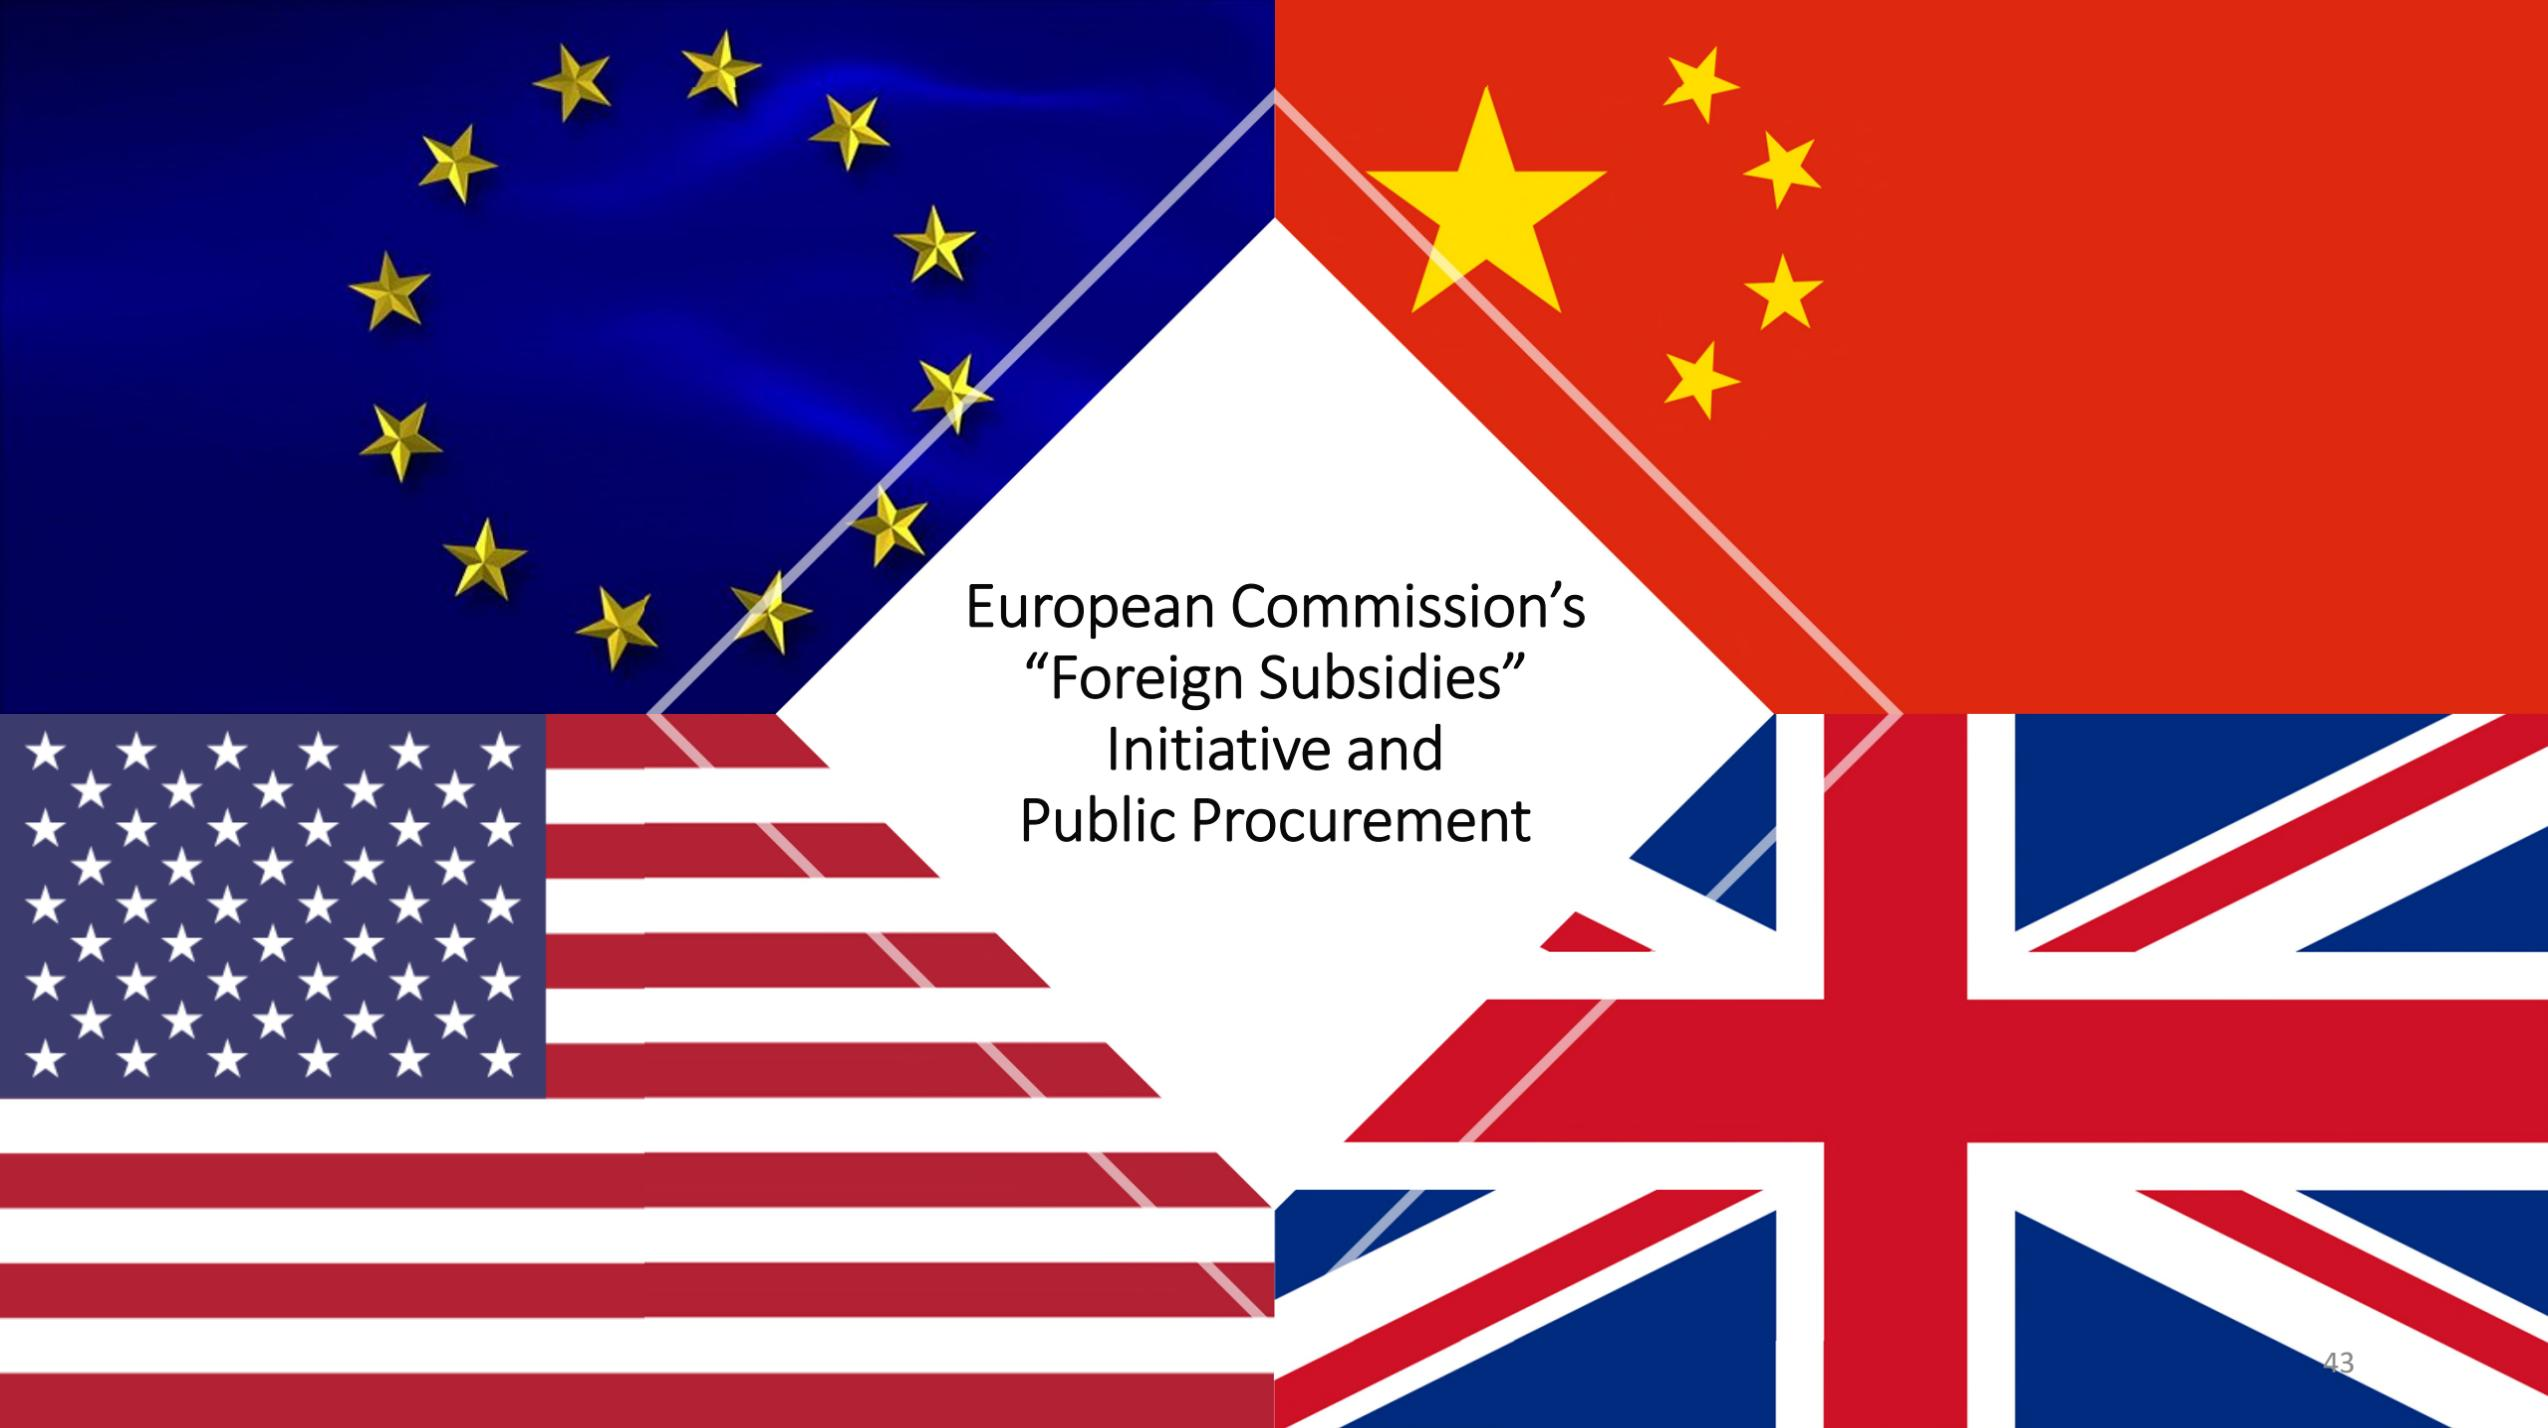 European Commission’s
“Foreign Subsidies”
Initiative and
Public Procurement
43